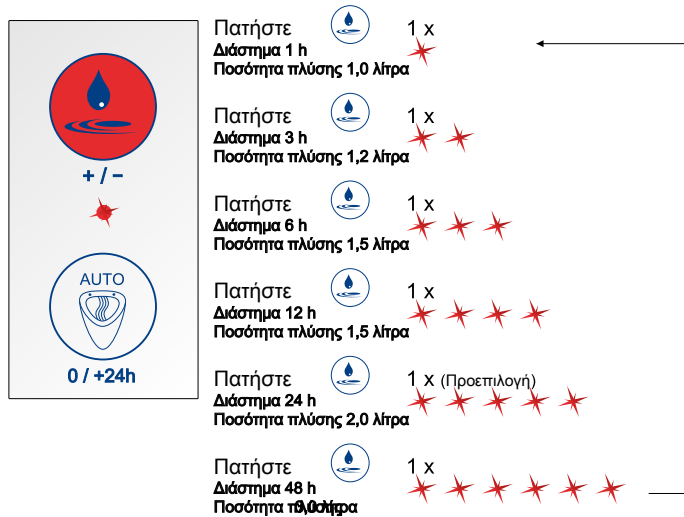 Πατήστε 1 x
Διάστημα 1 h
Ποσότητα πλύσης 1,0 λίτρα
Πατήστε 1 x
Διάστημα 3 h
Ποσότητα πλύσης 1,2 λίτρα
+ / −
Πατήστε 1 x
Διάστημα 6 h
Ποσότητα πλύσης 1,5 λίτρα
AUTO
Πατήστε 1 x
Διάστημα 12 h
Ποσότητα πλύσης 1,5 λίτρα
0 / +24h
Πατήστε 1 x (Προεπιλογή)
Διάστημα 24 h
Ποσότητα πλύσης 2,0 λίτρα
Πατήστε 1 x
Διάστημα 48 h
Ποσότητα